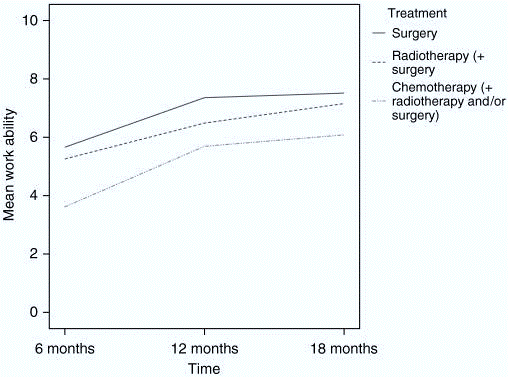 Treatment
Surgery
Radiotherapy (+
surgery
Chemotherapy (+
radiotherapy and/or
surgery)
Mean work ability
10
8
6
4
2
0
6 months
12 months
18 months
Time